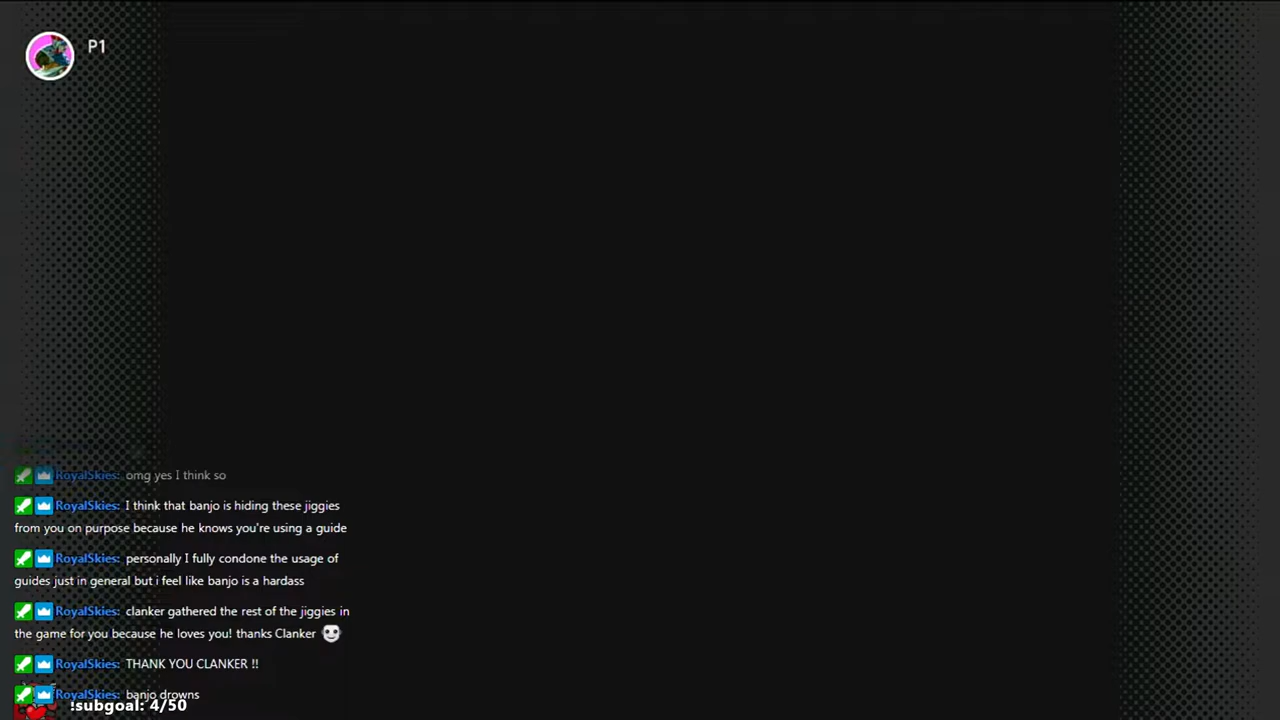 P1
RoyalSkies: omg yes I think so
RoyalSkies: I think that banjo is hiding these jiggies
from you on purpose because he knows you're using a guide
RoyalSkies: personally I fully condone the usage of
guides just in general but i feel like banjo is a hardass
RoyalSkies: clanker gathered the rest of the jiggies in
the game for you because he loves you! thanks Clanker
RoyalSkies: THANK YOU CLANKER !!
RoyalSkies: banjo drowns
!subgoal: 4/50